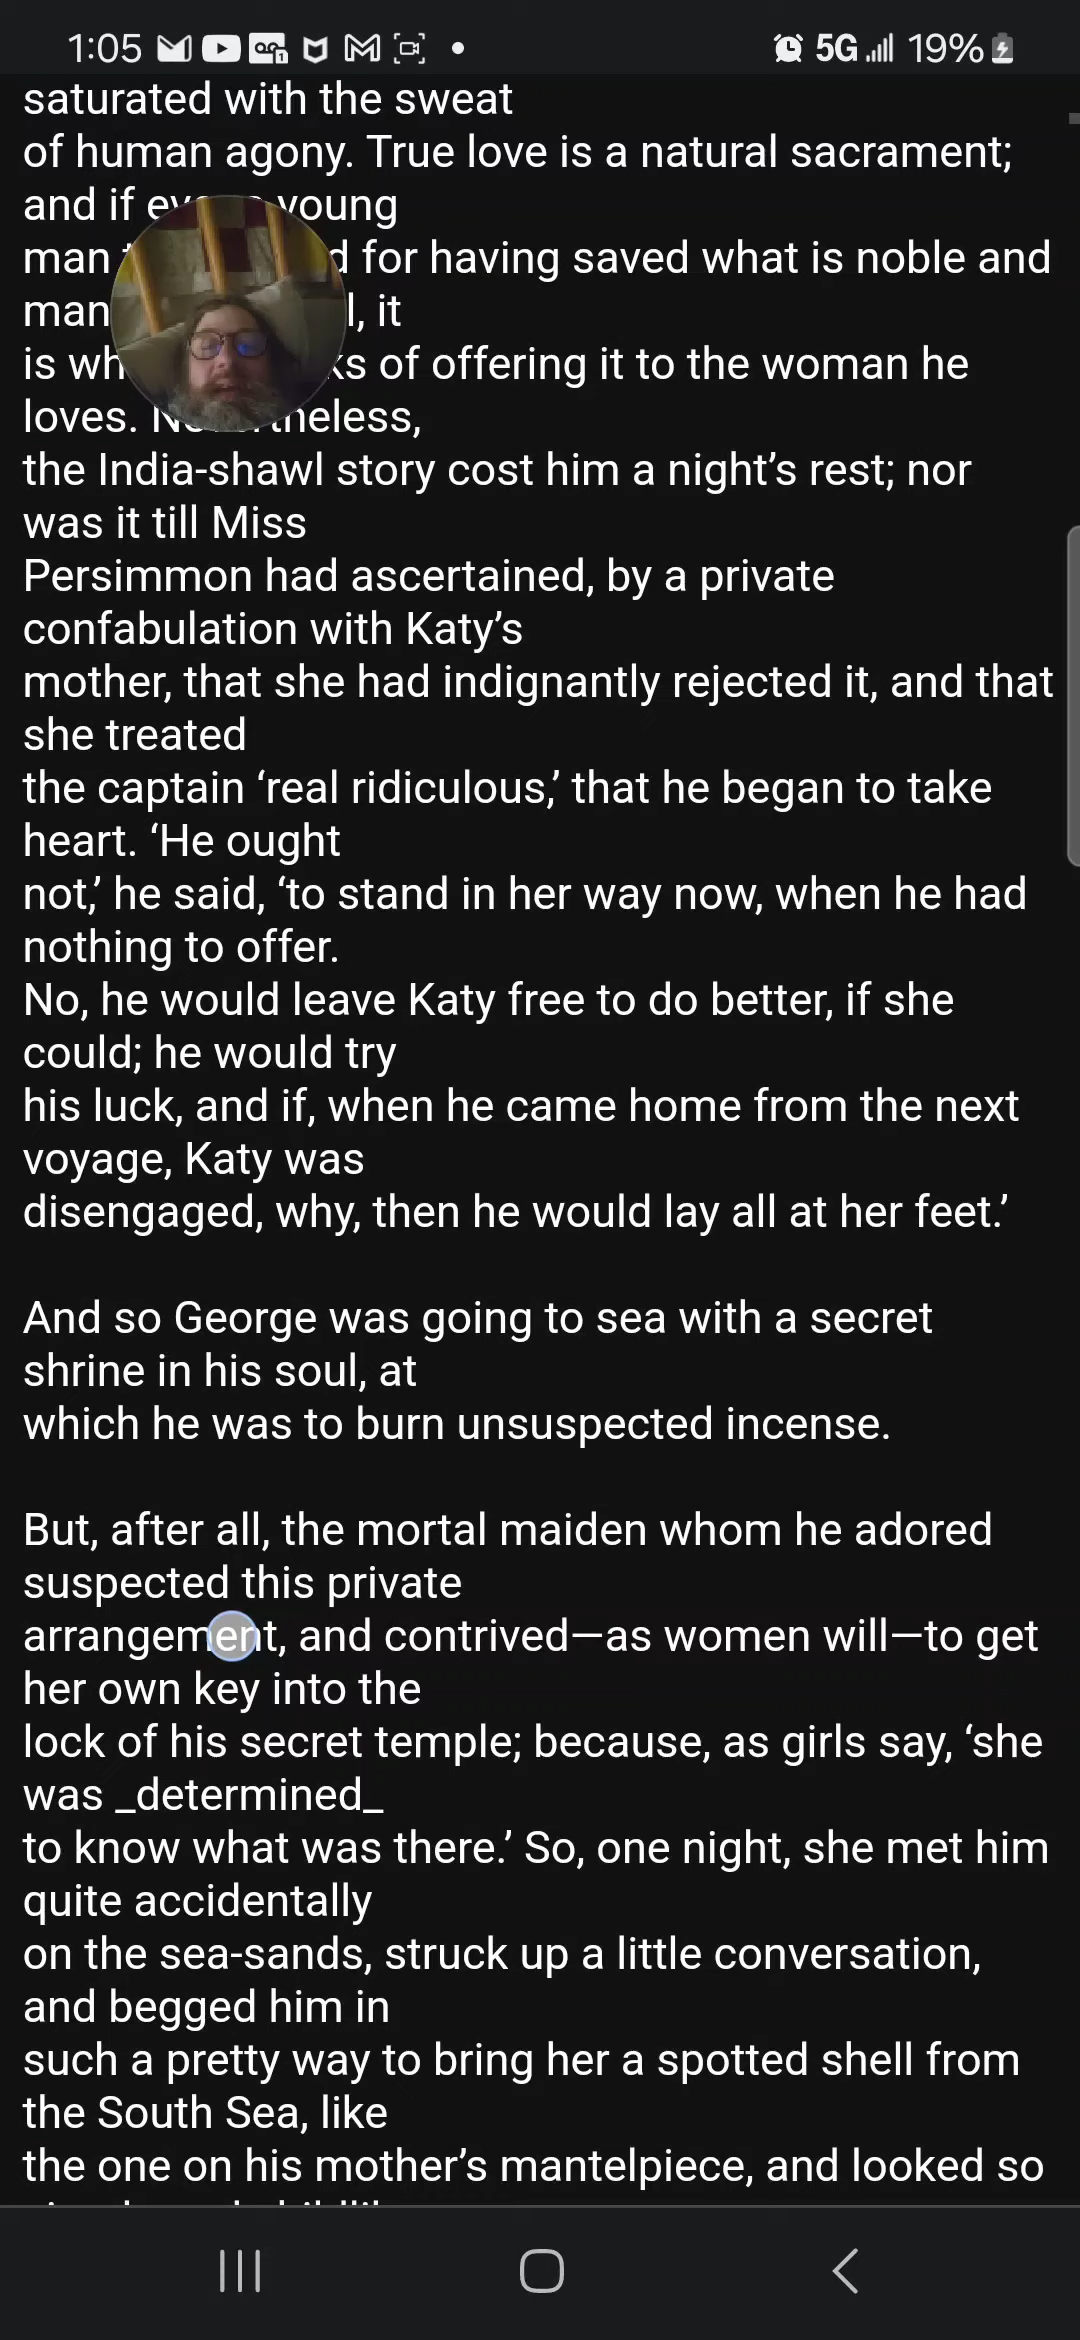 1:05 5G 19%
saturated with the sweat
of human agony. True love is a natural sacrament;
and if young
man for having saved what is noble and
it
is of offering it to the woman he
loves.
the India-shawl story cost him a night’s rest; nor
was it till Miss
Persimmon had ascertained, by a private
confabulation with Katy’s
mother, that she had indignantly rejected it, and that
she treated
the captain ‘real ridiculous,’ that he began to take
heart. ‘He ought
not,’ he said, ‘to stand in her way now, when he had
nothing to offer.
No, he would leave Katy free to do better, if she
could; he would try
his luck, and if, when he came home from the next
voyage, Katy was
disengaged, why, then he would lay all at her feet.’
And so George was going to sea with a secret
shrine in his soul, at
which he was to burn unsuspected incense.
But, after all, the mortal maiden whom he adored
suspected this private
arrangement, and contrived—as women will—to get
her own key into the
lock of his secret temple; because, as girls say, ‘she
was _determined_
to know what was there.’ So, one night, she met him
quite accidentally
on the sea-sands, struck up a little conversation,
and begged him in
such a pretty way to bring her a spotted shell from
the South Sea, like
the one on his mother’s mantelpiece, and looked so